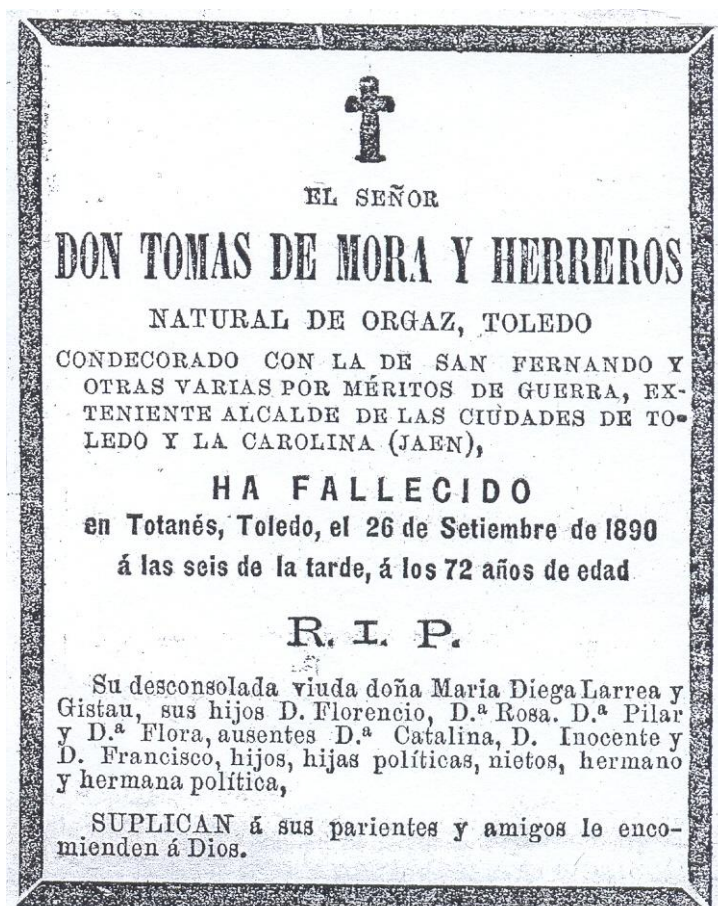 EL SEÑOR
DON TOMAS DE MORA Y HERREROS
NATURAL DE ORGAZ, TOLEDO
CONDECORADO CON LA DE SAN FERNANDO Y
OTRAS VARIAS POR MÉRITOS DE GUERRA, EX-
TENIENTE ALCALDE DE LAS CIUDADES DE TO-
LEDO Y LA CAROLINA (JAEN),
HA FALLECIDO
en Totanés, Toledo, el 26 de Setiembre de 1890
á las seis de la tarde, á los 72 años de edad
R. I. P.
Su desconsolada viuda doña Maria Diega Larrea y
Gistau, sus hijos D. Florencio, D.ª Rosa. D.ª Pilar
y D.ª Flora, ausentes D.ª Catalina, D. Inocente y
D. Francisco, hijos, hijas políticas, nietos, hermano
y hermana política,
SUPLICAN á sus parientes y amigos le enco-
mienden á Dios.